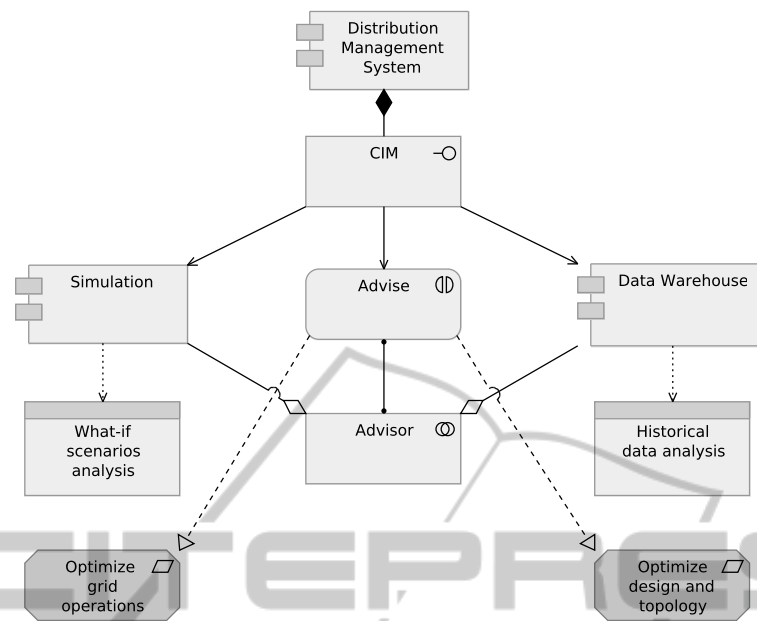 Distribution
Management
System
CIM
Simulation
Advise
Data Warehouse
What-if
scenarios
analysis
Advisor
Historical
data analysis
Optimize
grid
operations
Optimize
design and
topology
CITEPRES